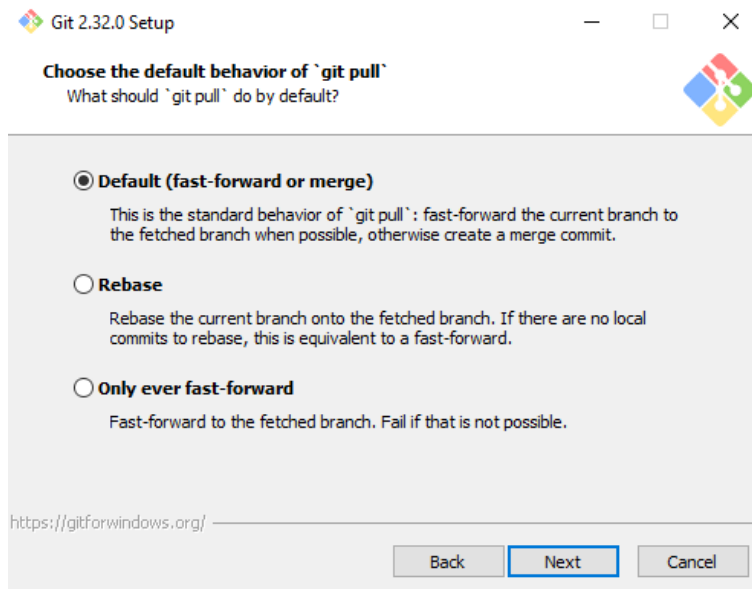 Git 2.32.0 Setup
Choose the default behavior of `git pull`
What should `git pull` do by default?
Default (fast-forward or merge)
This is the standard behavior of `git pull`: fast-forward the current branch to
the fetched branch when possible, otherwise create a merge commit.
Rebase
Rebase the current branch onto the fetched branch. If there are no local
commits to rebase, this is equivalent to a fast-forward.
Only ever fast-forward
Fast-forward to the fetched branch. Fail if that is not possible.
https://gitforwindows.org/
Back Next Cancel